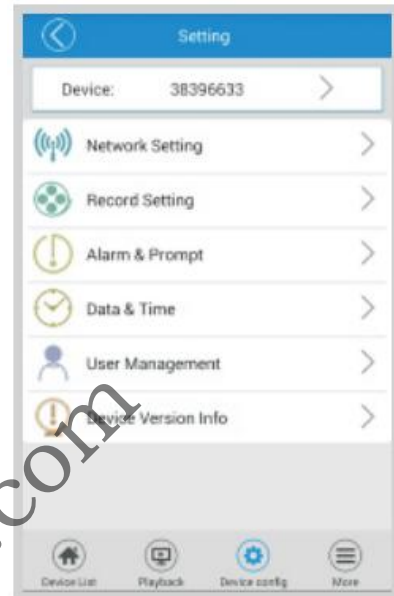 Setting
Device: 38396633
Network Setting
Record Setting
Alarm & Prompt
Data & Time
User Management
Device Version Info
.com
Device List Playback Device config More